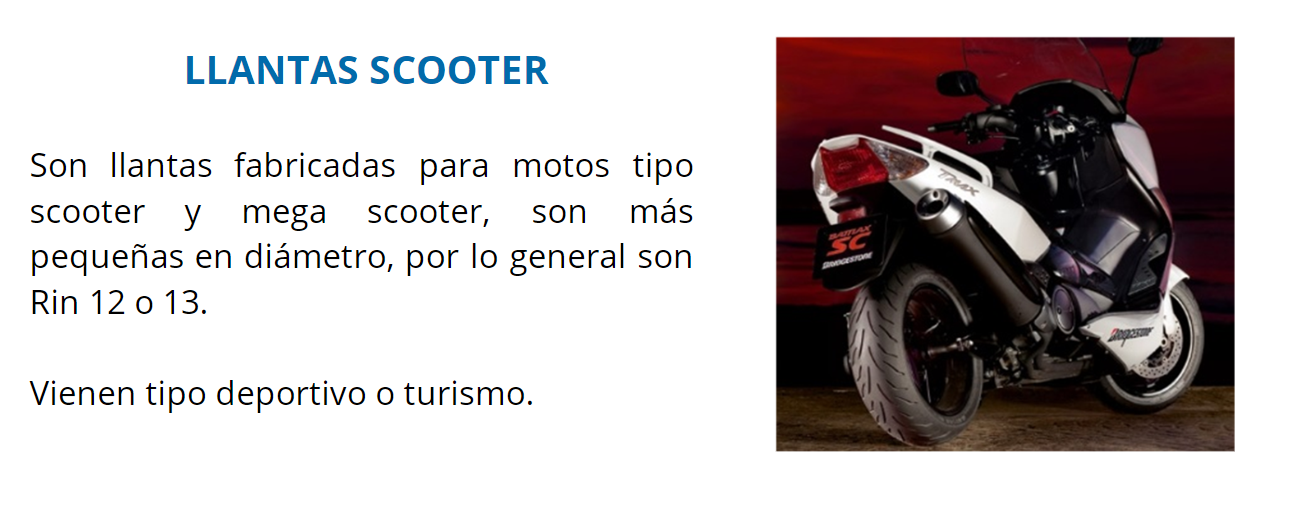 LLANTAS SCOOTER
Son llantas fabricadas para motos tipo
scooter y mega scooter, son más
pequeñas en diámetro, por lo general son
Rin 12 o 13.
Vienen tipo deportivo o turismo.
TMAX
BATTLAX
SC
BRIDGESTONE
BRIDGESTONE